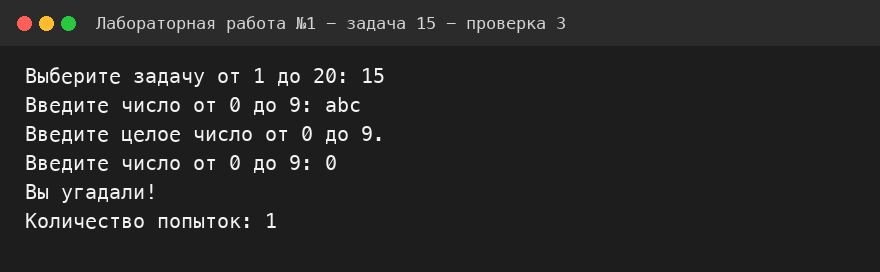 Лабораторная работа №1 — задача 15 — проверка 3
Выберите задачу от 1 до 20: 15
Введите число от 0 до 9: abc
Введите целое число от 0 до 9.
Введите число от 0 до 9: 0
Вы угадали!
Количество попыток: 1